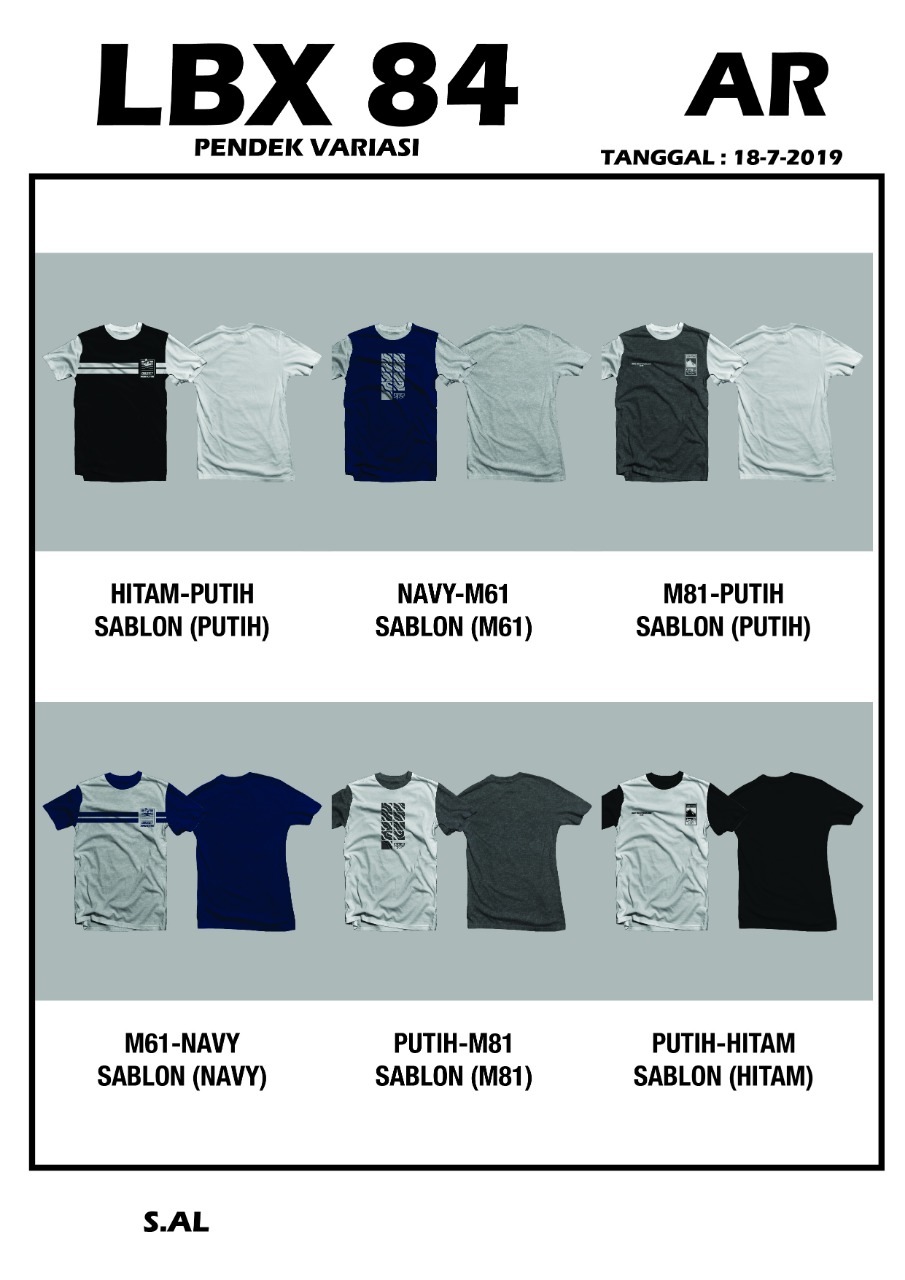 LBX 84
AR
PENDEK VARIASI
TANGGAL : 18-7-2019
HITAM-PUTIH
SABLON (PUTIH)
NAVY-M61
SABLON (M61)
M81-PUTIH
SABLON (PUTIH)
M61-NAVY
SABLON (NAVY)
PUTIH-M81
SABLON (M81)
PUTIH-HITAM
SABLON (HITAM)
S.AL